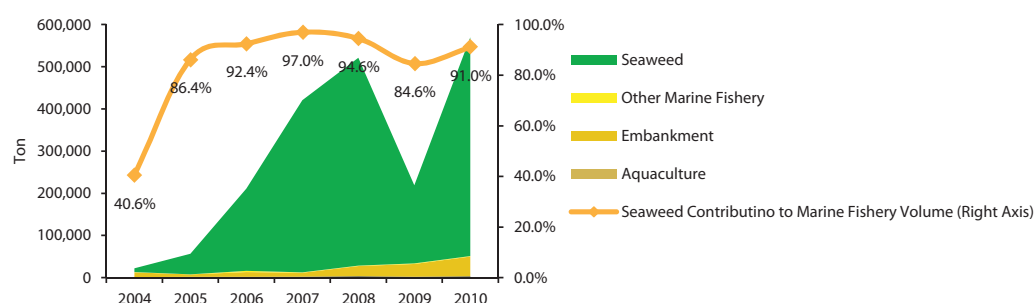 600,000
500,000
400,000
300,000
200,000
100,000
0
Ton
40.6%
86.4%
92.4%
97.0%
94.6%
84.6%
91.0%
100.0%
80.0%
60.0%
40.0%
20.0%
0.0%
2004 2005 2006 2007 2008 2009 2010
Seaweed
Other Marine Fishery
Embankment
Aquaculture
Seaweed Contributino to Marine Fishery Volume (Right Axis)